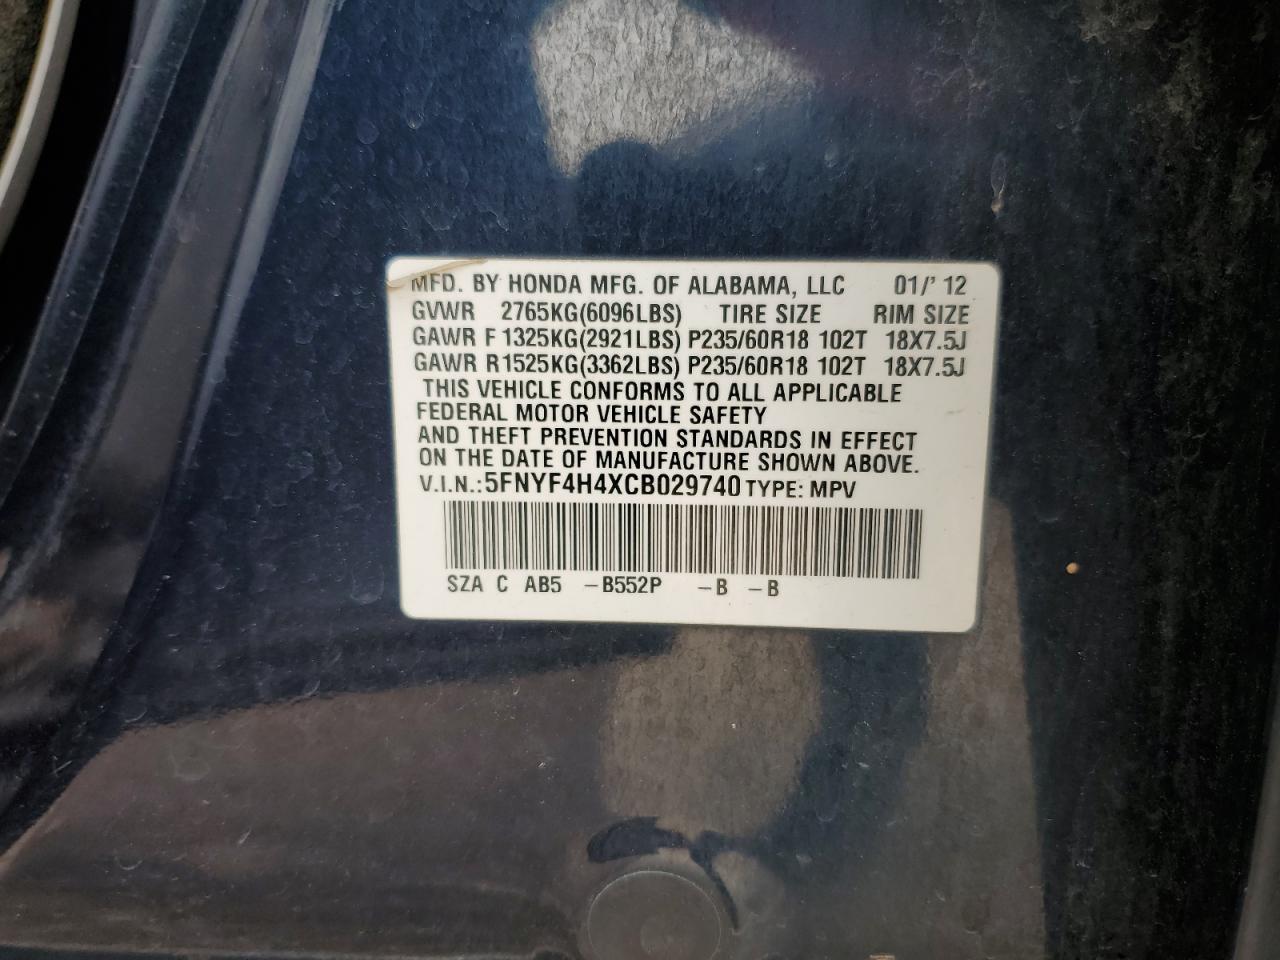 MFD. BY HONDA MFG. OF ALABAMA, LLC 01/' 12
GVWR 2765KG(6096LBS) TIRE SIZE RIM SIZE
GAWR F 1325KG(2921LBS) P235/60R18 102T 18X7.5J
GAWR R1525KG(3362LBS) P235/60R18 102T 18X7.5J
THIS VEHICLE CONFORMS TO ALL APPLICABLE
FEDERAL MOTOR VEHICLE SAFETY
AND THEFT PREVENTION STANDARDS IN EFFECT
ON THE DATE OF MANUFACTURE SHOWN ABOVE.
V.I.N.:5FNYF4H4XCB029740 TYPE: MPV
SZA C AB5 –B552P –B –B